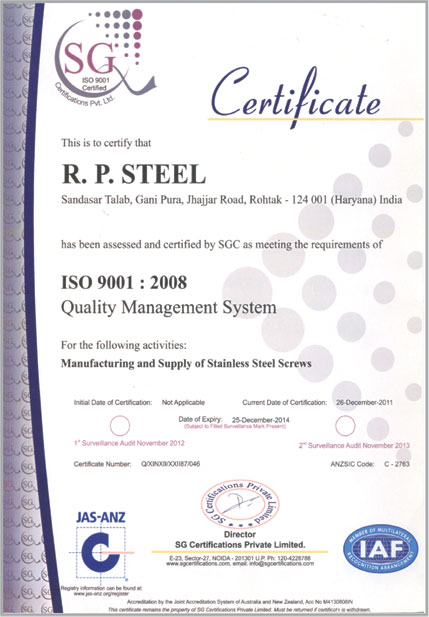 SG
ISO 9001
Certified
Certifications Pvt. Ltd.
Certificate
This is to certify that
R. P. STEEL
Sandasar Talab, Gani Pura, Jhajjar Road, Rohtak - 124 001 (Haryana) India
has been assessed and certified by SGC as meeting the requirements of
ISO 9001 : 2008
Quality Management System
For the following activities:
Manufacturing and Supply of Stainless Steel Screws
Initial Date of Certification: Not Applicable Current Date of Certification: 26-December-2011
Date of Expiry: 25-December-2014
(Subject to Filled Surveillance Mark Present)
1st Surveillance Audit November 2012 2nd Surveillance Audit November 2013
Certificate Number: Q/XINXII/XXI87/046 ANZSIC Code: C - 2763
SG Certifications Private Limited
JAS-ANZ
C
Director
SG Certifications Private Limited.
E-23, Sector-27, NOIDA - 201301 U.P. Ph: 120-4228788
www.sgcertifications.com, email: info@sgcertifications.com
MEMBER OF MULTILATERAL
IAF
RECOGNITION ARRANGEMENT
Registry information can be found at:
www.jas-anz.org/register
Accreditation by the Joint Accreditation System of Australia and New Zealand, Acc No M4130806IN
This certificate remains the property of SG Certifications Private Limited. Must be returned if certificate is withdrawn.